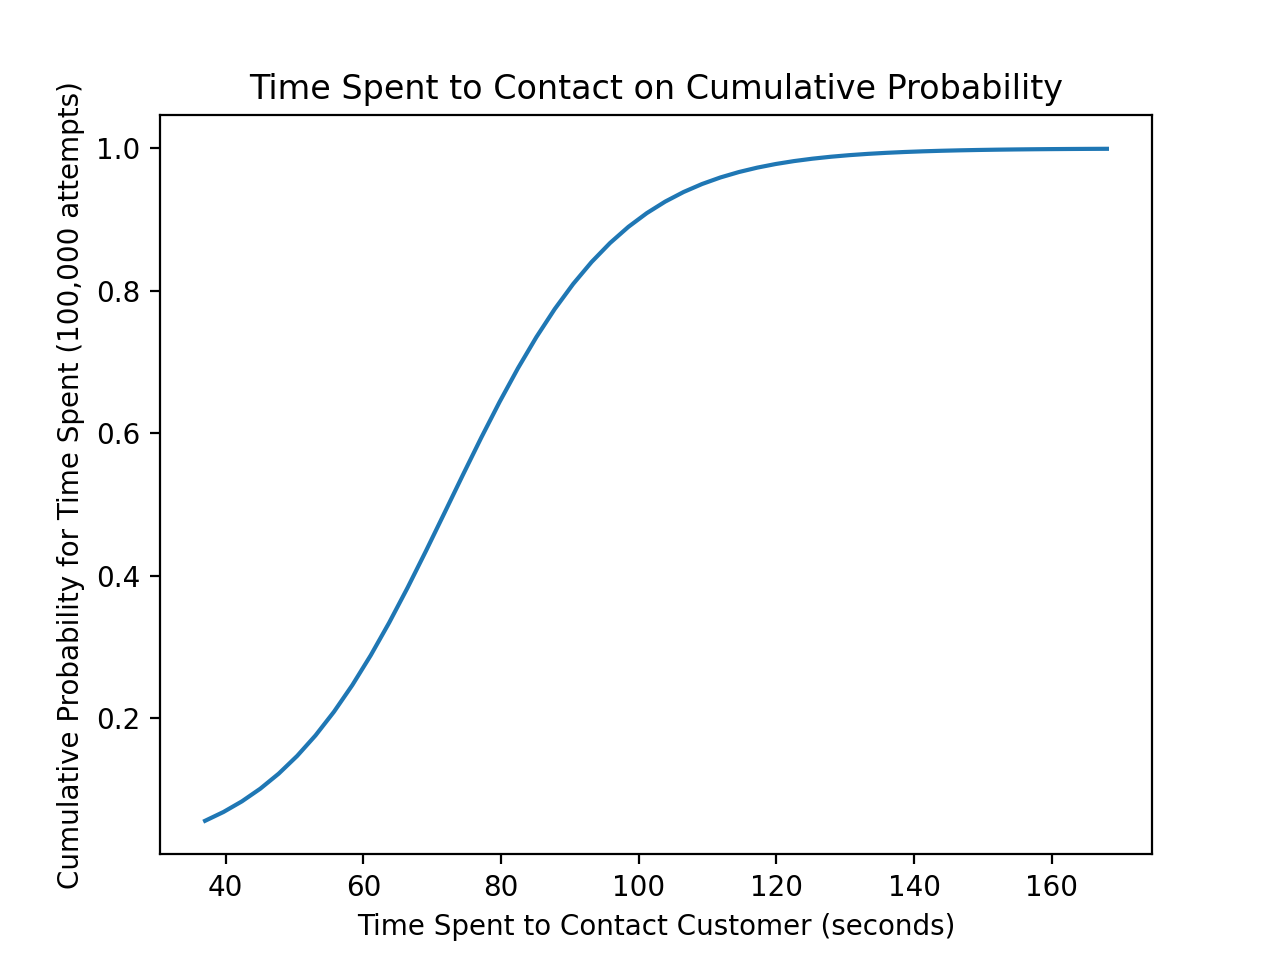 Time Spent to Contact on Cumulative Probability
Cumulative Probability for Time Spent (100,000 attempts)
1.0
0.8
0.6
0.4
0.2
40 60 80 100 120 140 160
Time Spent to Contact Customer (seconds)